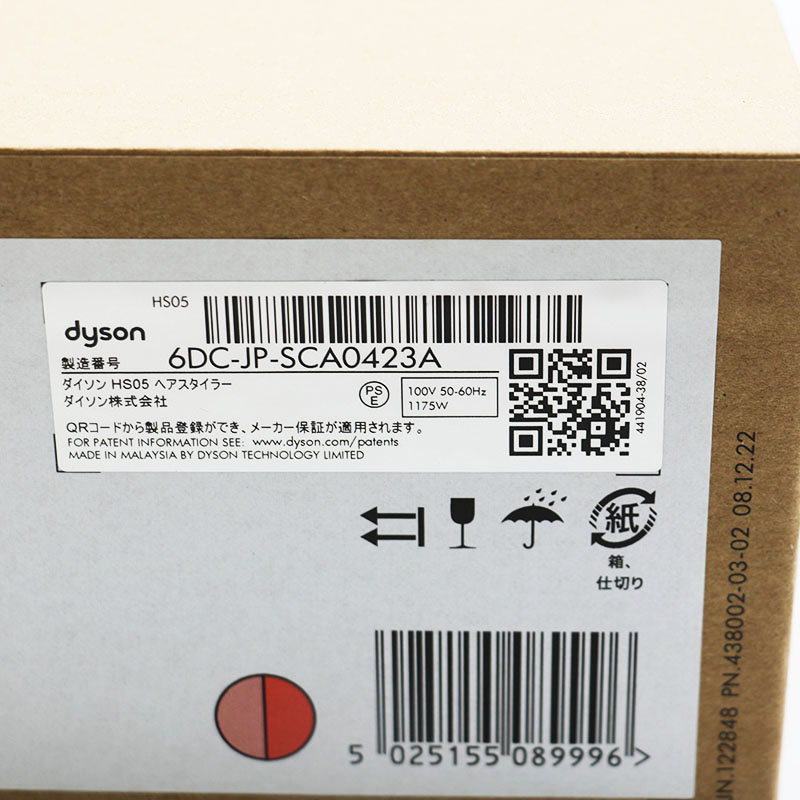 HS05
dyson
製造番号 6DC-JP-SCA0423A
ダイソン HS05 ヘアスタイラー
ダイソン株式会社
PS
E
100V 50-60Hz
1175W
QRコードから製品登録ができ、メーカー保証が適用されます。
FOR PATENT INFORMATION SEE: www.dyson.com/patents
MADE IN MALAYSIA BY DYSON TECHNOLOGY LIMITED
441904-38/02
紙
箱、
仕切り
5 025155 089996 >
JN.122848 PN.438002-03-02 08.12.22